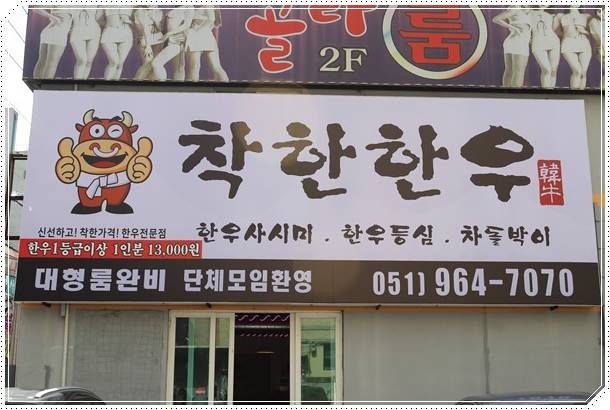 골라 룸
2F
착한한우
韓牛
한우사시미 . 한우등심 . 차돌박이
신선하고! 착한가격! 한우전문점
한우1등급이상 1인분 13,000원
대형룸완비 단체모임환영
051) 964-7070